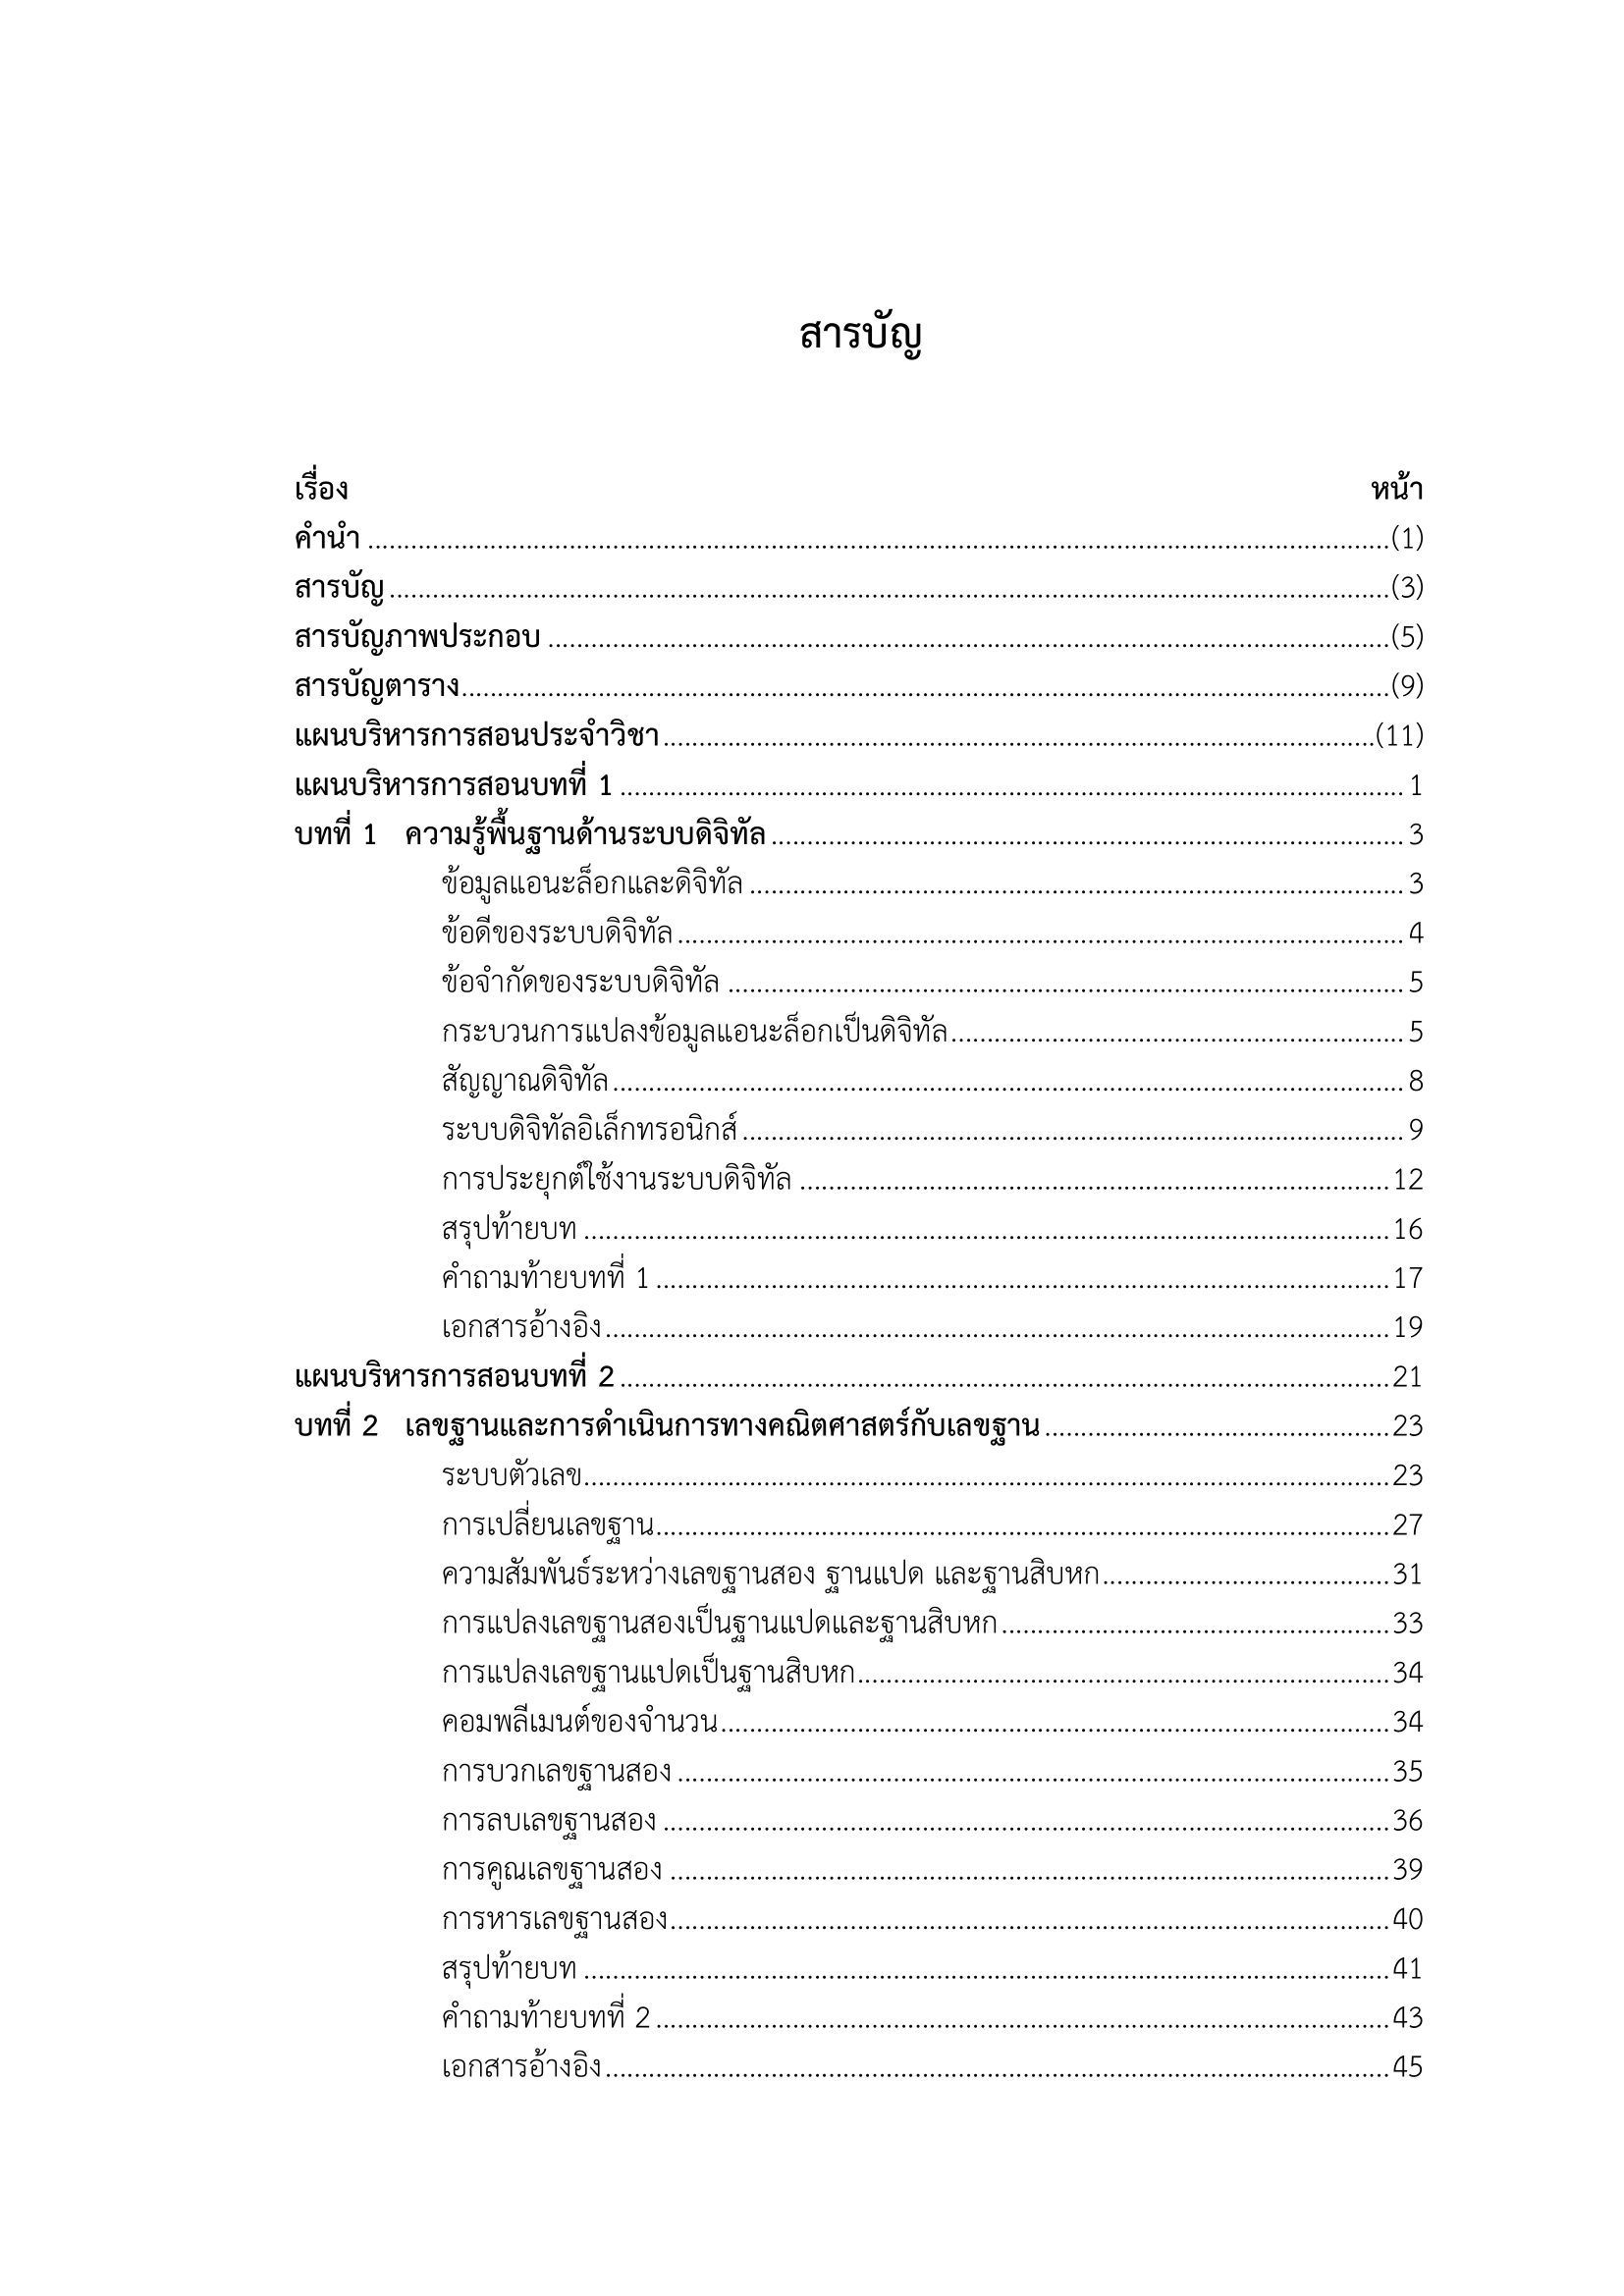 สารบัญ
เรื่อง หน้า
คำนำ ........................................ (1)
สารบัญ ........................................ (3)
สารบัญภาพประกอบ ........................................ (5)
สารบัญตาราง ........................................ (9)
แผนบริหารการสอนประจำวิชา ........................................ (11)
แผนบริหารการสอนบทที่ 1 ........................................ 1
บทที่ 1 ความรู้พื้นฐานด้านระบบดิจิทัล ........................................ 3
ข้อมูลแอนะล็อกและดิจิทัล ........................................ 3
ข้อดีของระบบดิจิทัล ........................................ 4
ข้อจำกัดของระบบดิจิทัล ........................................ 5
กระบวนการแปลงข้อมูลแอนะล็อกเป็นดิจิทัล ........................................ 5
สัญญาณดิจิทัล ........................................ 8
ระบบดิจิทัลอิเล็กทรอนิกส์ ........................................ 9
การประยุกต์ใช้งานระบบดิจิทัล ........................................ 12
สรุปท้ายบท ........................................ 16
คำถามท้ายบทที่ 1 ........................................ 17
เอกสารอ้างอิง ........................................ 19
แผนบริหารการสอนบทที่ 2 ........................................ 21
บทที่ 2 เลขฐานและการดำเนินการทางคณิตศาสตร์กับเลขฐาน ........................................ 23
ระบบตัวเลข ........................................ 23
การเปลี่ยนเลขฐาน ........................................ 27
ความสัมพันธ์ระหว่างเลขฐานสอง ฐานแปด และฐานสิบหก ........................................ 31
การแปลงเลขฐานสองเป็นฐานแปดและฐานสิบหก ........................................ 33
การแปลงเลขฐานแปดเป็นฐานสิบหก ........................................ 34
คอมพลีเมนต์ของจำนวน ........................................ 34
การบวกเลขฐานสอง ........................................ 35
การลบเลขฐานสอง ........................................ 36
การคูณเลขฐานสอง ........................................ 39
การหารเลขฐานสอง ........................................ 40
สรุปท้ายบท ........................................ 41
คำถามท้ายบทที่ 2 ........................................ 43
เอกสารอ้างอิง ........................................ 45